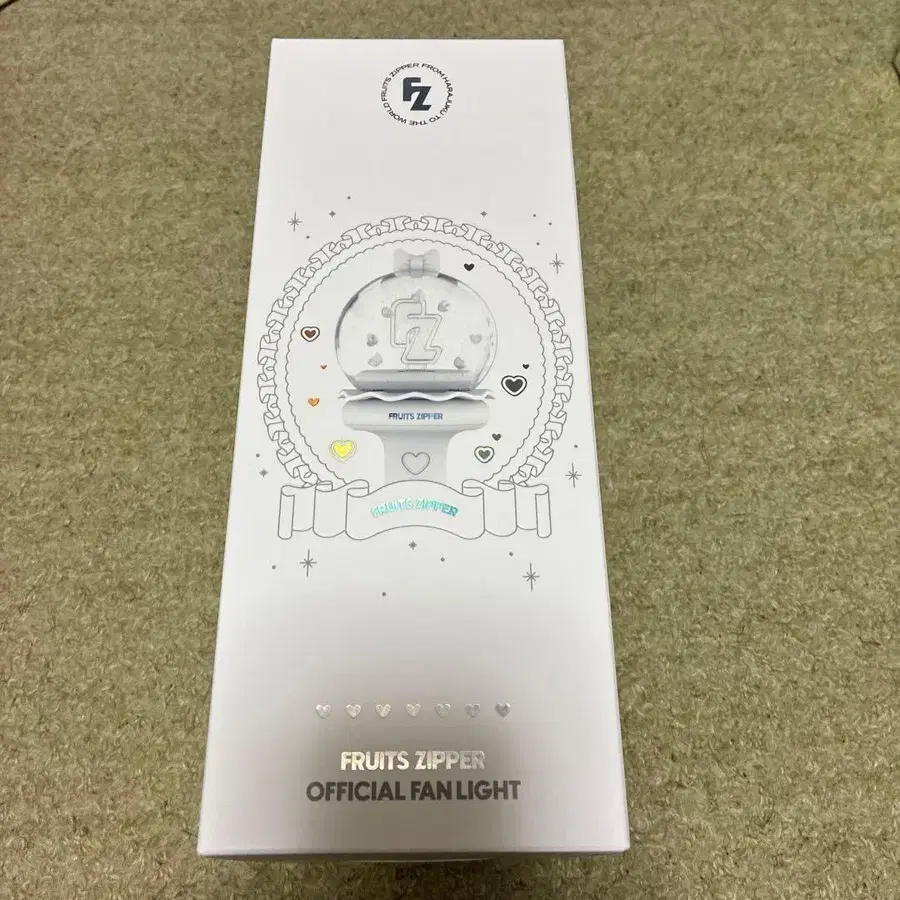 FRUITS ZIPPER FROM HARAJUKU TO THE WORLD
FZ
FZ
FRUITS ZIPPER
FRUITS ZIPPER
FRUITS ZIPPER
OFFICIAL FAN LIGHT